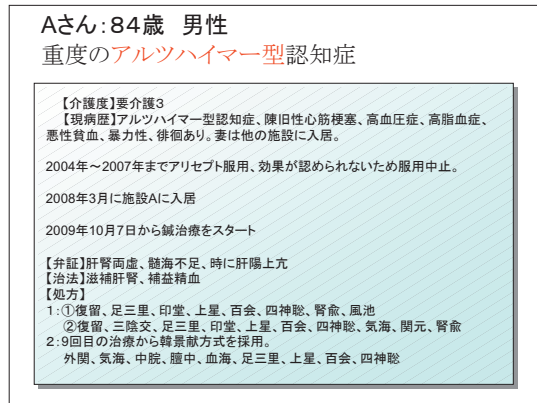 Aさん：84歳　男性
重度のアルツハイマー型認知症
【介護度】要介護3
【現病歴】アルツハイマー型認知症、陳旧性心筋梗塞、高血圧症、高脂血症、
悪性貧血、暴力性、徘徊あり。妻は他の施設に入居。
2004年～2007年までアリセプト服用、効果が認められないため服用中止。
2008年3月に施設Aに入居
2009年10月7日から鍼治療をスタート
【弁証】肝腎両虚、髄海不足、時に肝陽上亢
【治法】滋補肝腎、補益精血
【処方】
1：①復留、足三里、印堂、上星、百会、四神聡、腎兪、風池
②復留、三陰交、足三里、印堂、上星、百会、四神聡、気海、関元、腎兪
2：9回目の治療から韓景献方式を採用。
外関、気海、中脘、膻中、血海、足三里、上星、百会、四神聡